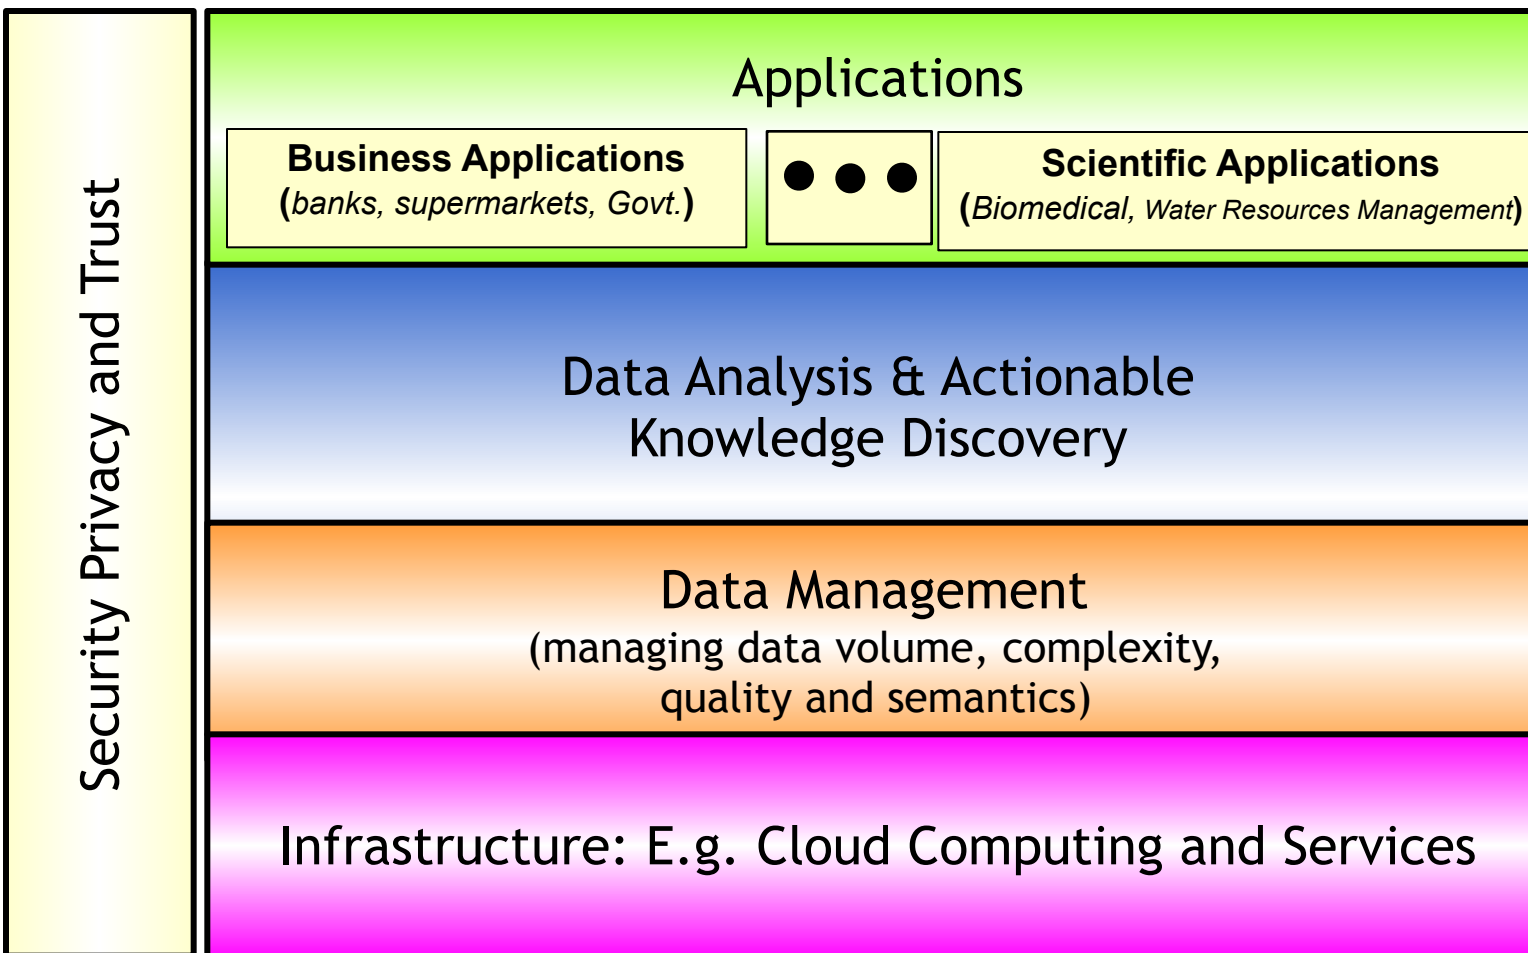 Security Privacy and Trust
Applications
Business Applications
(banks, supermarkets, Govt.)
● ● ●
Scientific Applications
(Biomedical, Water Resources Management)
Data Analysis & Actionable
Knowledge Discovery
Data Management
(managing data volume, complexity,
quality and semantics)
Infrastructure: E.g. Cloud Computing and Services